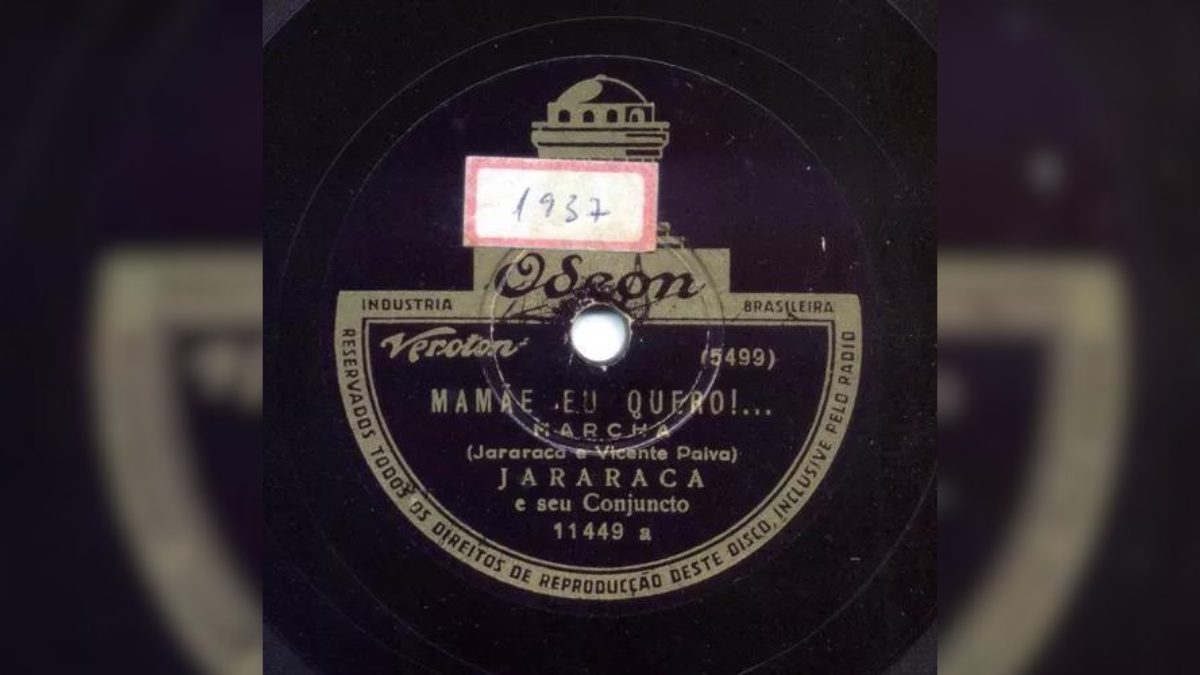 1937
Odeon
INDUSTRIA BRASILEIRA
Veroton
(5499)
MAMÃE EU QUERO!...
MARCHA
(Jararaca e Vicente Paiva)
JARARACA
e seu Conjuncto
11449 a
RESERVADOS TODOS OS DIREITOS DE REPRODUCÇÃO DESTE DISCO, INCLUSIVE PELO RADIO